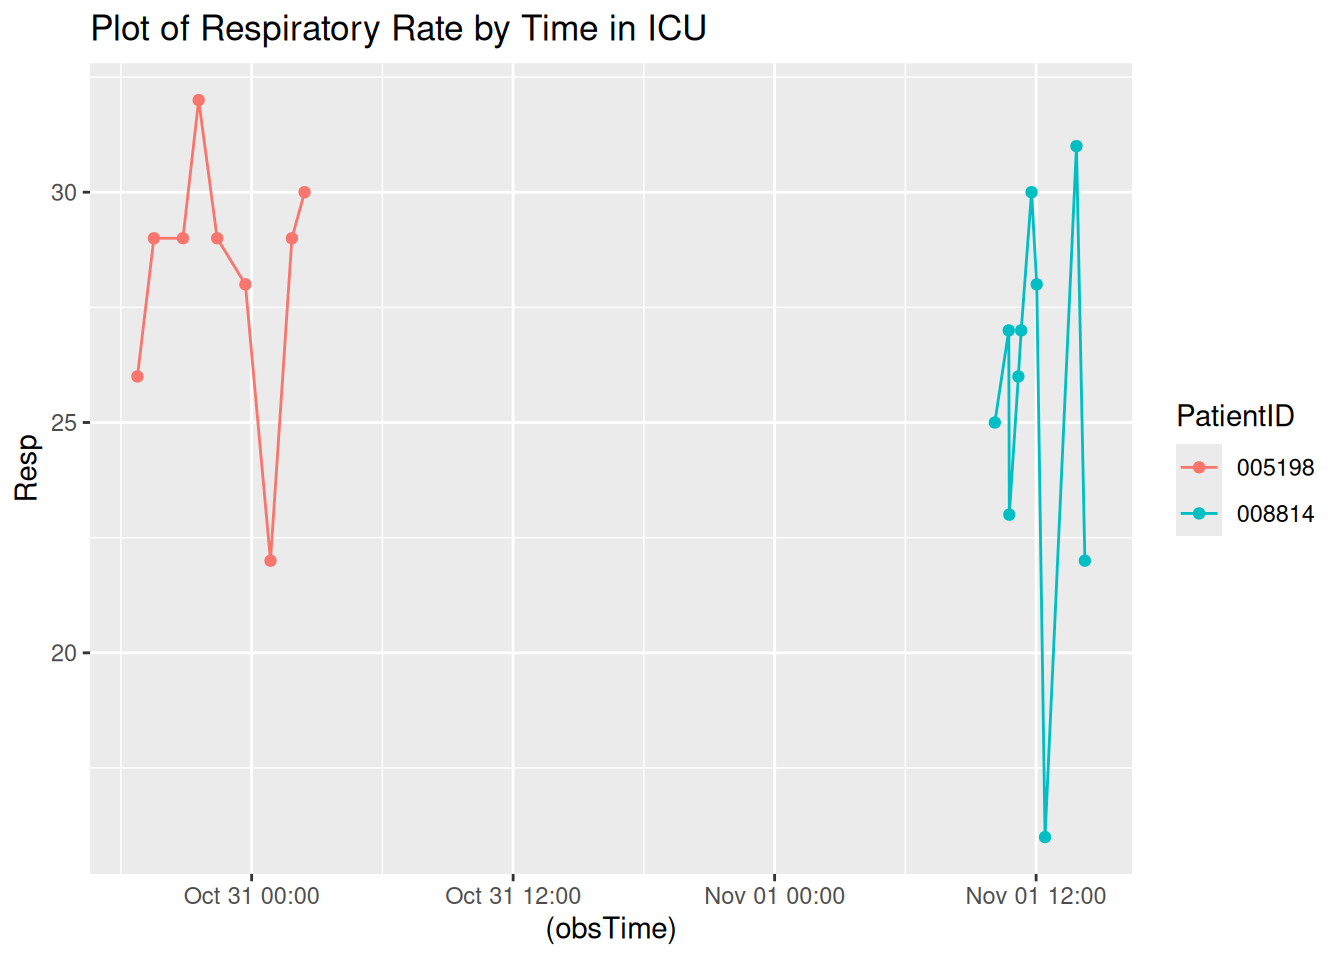 Plot of Respiratory Rate by Time in ICU
Resp
30
25
20
Oct 31 00:00
Oct 31 12:00
Nov 01 00:00
Nov 01 12:00
(obsTime)
PatientID
005198
008814